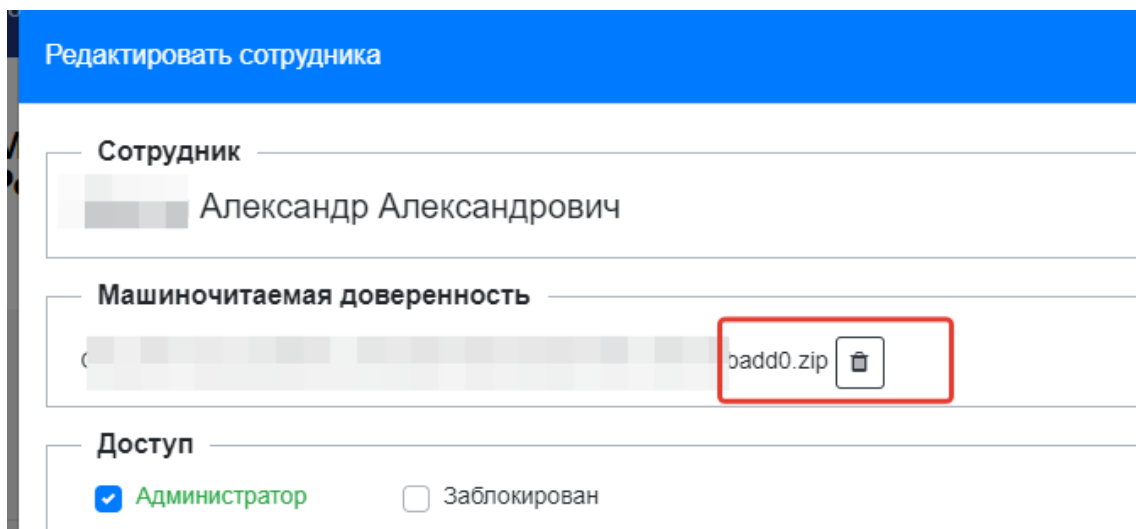 Редактировать сотрудника
Сотрудник
Александр Александрович
Машиночитаемая доверенность
badd0.zip
Доступ
Администратор Заблокирован